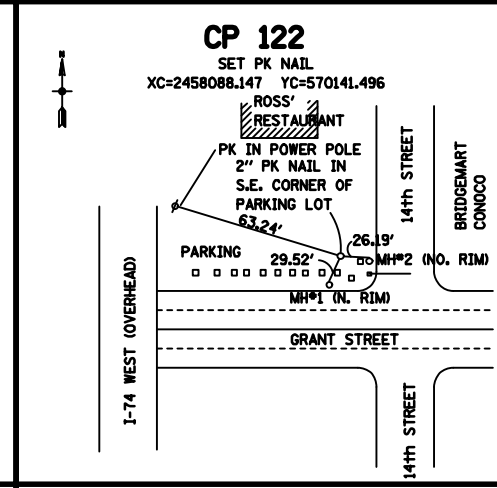 CP 122
SET PK NAIL
XC=2458088.147 YC=570141.496
ROSS'
RESTAURANT
PK IN POWER POLE
2" PK NAIL IN
S.E. CORNER OF
PARKING LOT
63.24'
26.19'
29.52'
PARKING
MH#2 (NO. RIM)
MH#1 (N. RIM)
GRANT STREET
I-74 WEST (OVERHEAD)
14th STREET
BRIDGEMART
CONOCO
14th STREET
N